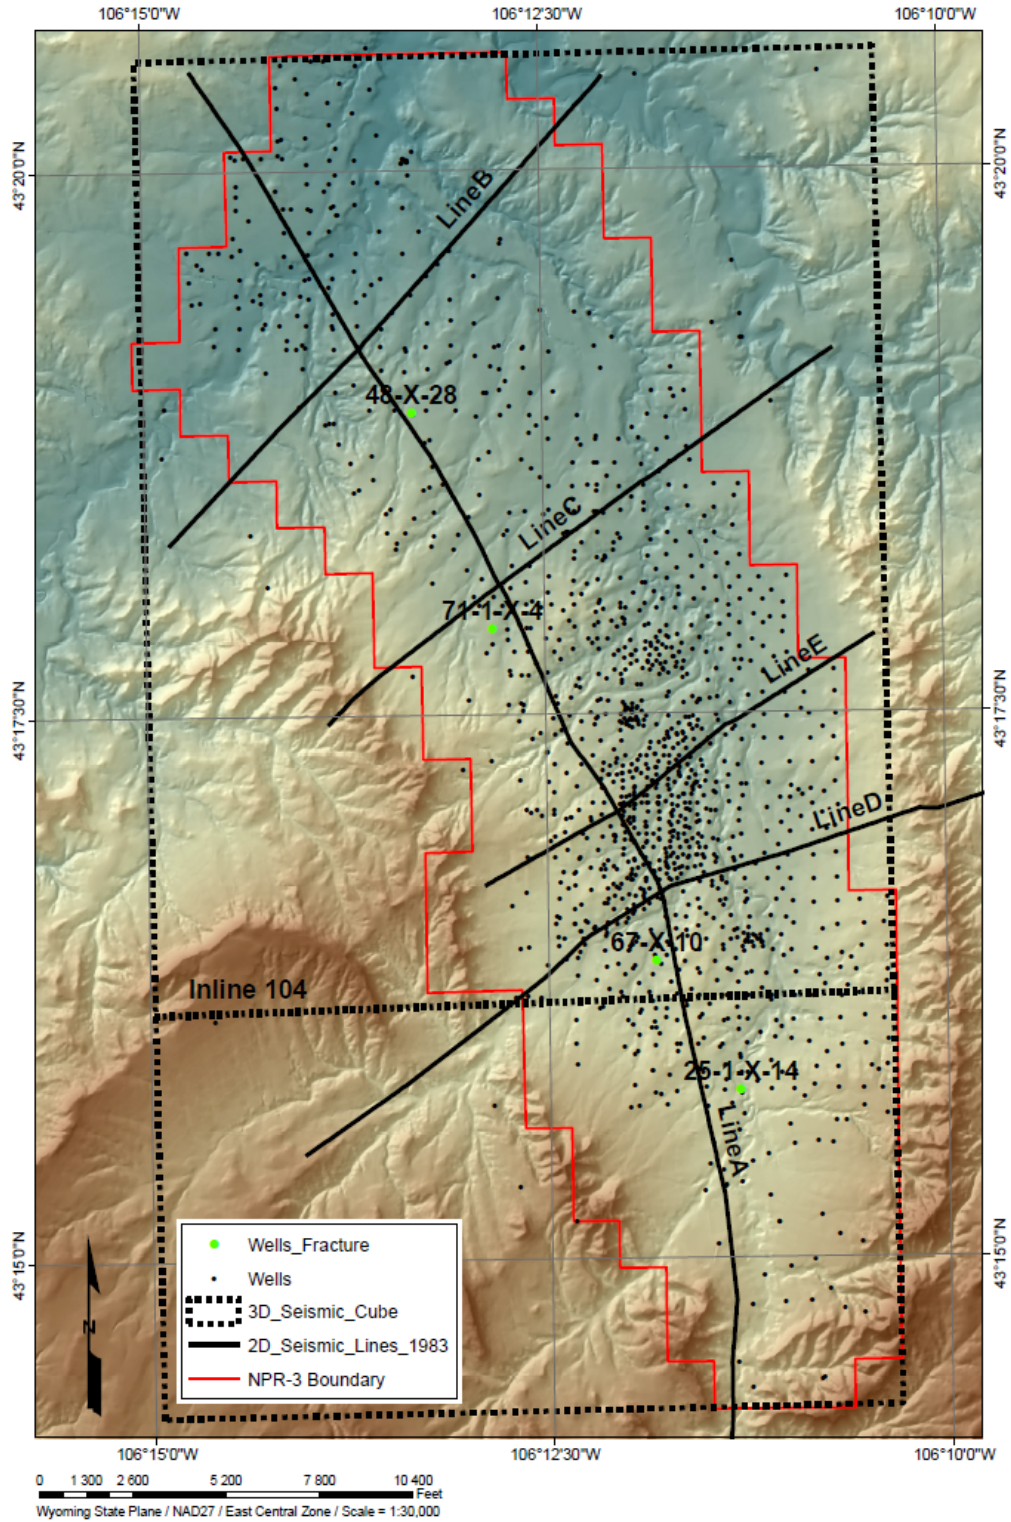 106°15'0"W 106°12'30"W 106°10'0"W
43°20'0"N
43°20'0"N
LineB
48-X-28
LineC
71-1-X-4
LineE
43°17'30"N
43°17'30"N
LineD
67-X-10
Inline 104
25-1-X-14
LineA
43°15'0"N
43°15'0"N
Wells_Fracture
Wells
3D_Seismic_Cube
2D_Seismic_Lines_1983
NPR-3 Boundary
N
106°15'0"W 106°12'30"W 106°10'0"W
0 1 300 2 600 5 200 7 800 10 400
Feet
Wyoming State Plane / NAD27 / East Central Zone / Scale = 1:30,000